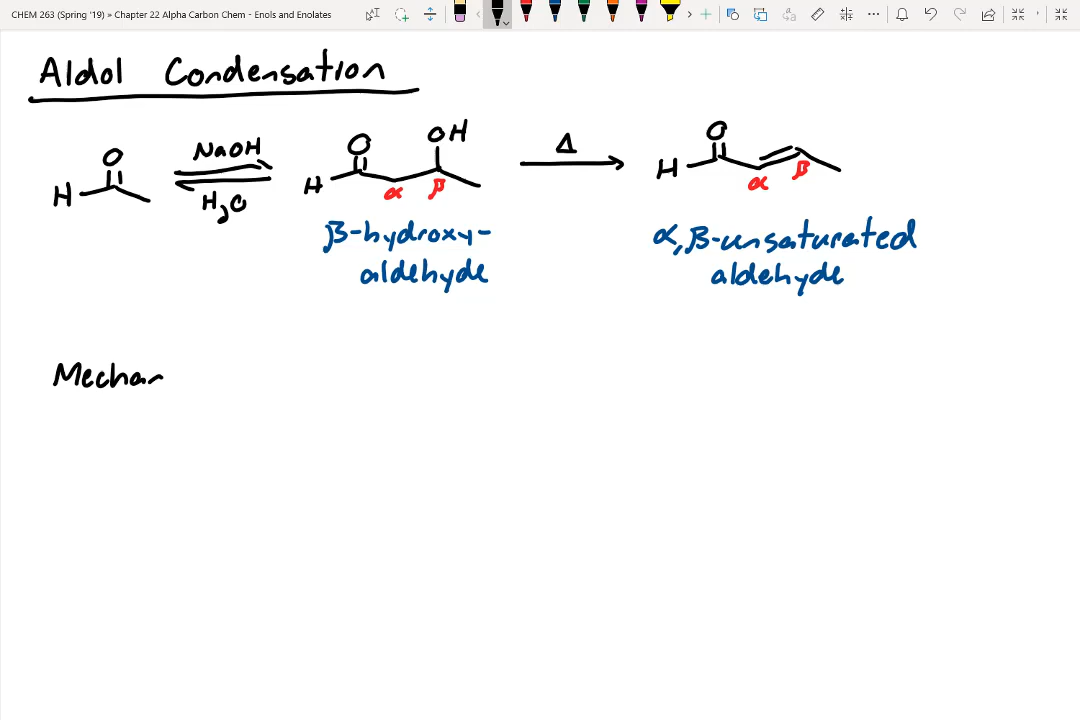 CHEM 263 (Spring '19) » Chapter 22 Alpha Carbon Chem - Enols and Enolates
Aldol Condensation
O
H
NaOH
H2O
O
OH
H
α
β
Δ
O
H
α
β
β-hydroxy-
aldehyde
α,β-unsaturated
aldehyde
Mechan